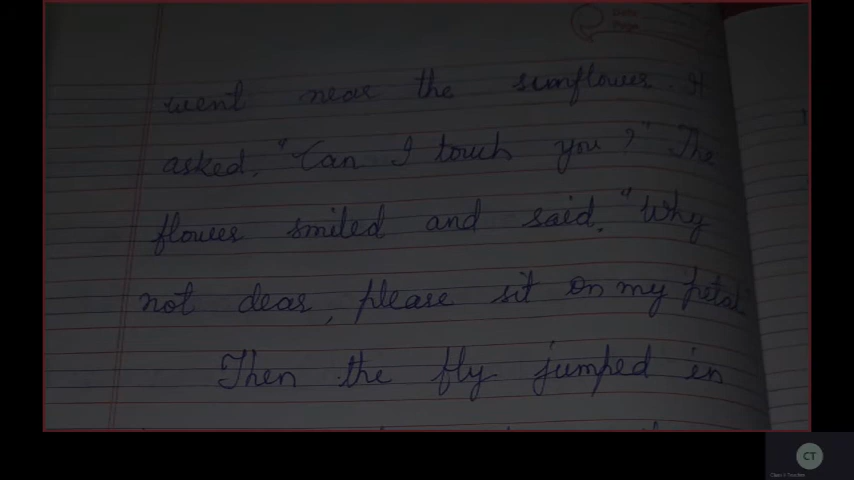 went near the sunflower. It
asked, "Can I touch you?" The
flower smiled and said, "Why
not dear, please sit on my petal
Then the fly jumped in
CT